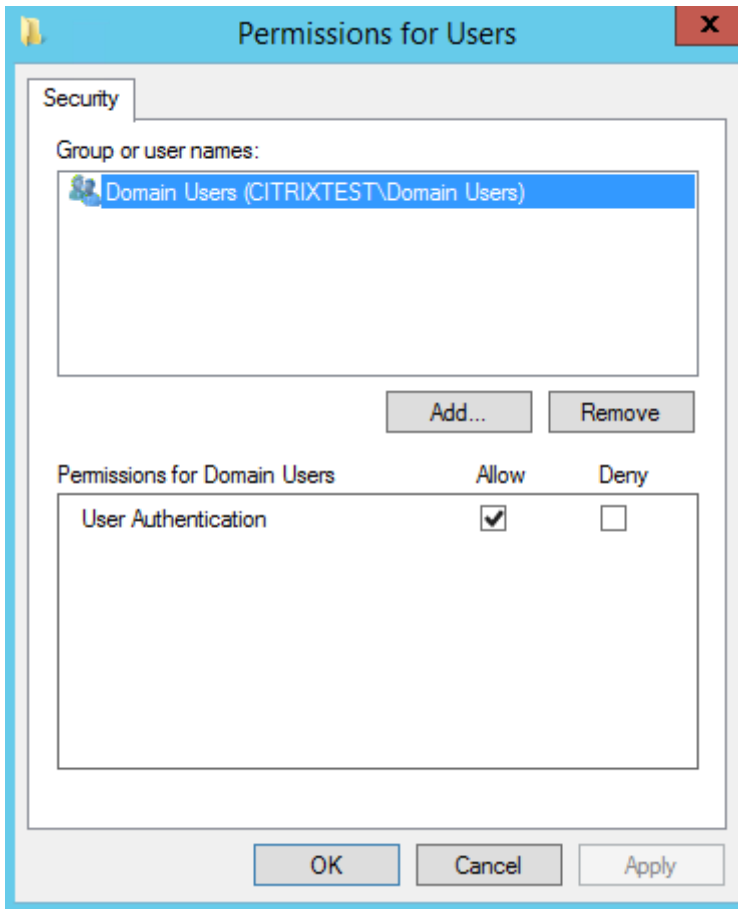 Permissions for Users
x
Security
Group or user names:
Domain Users (CITRIXTEST\Domain Users)
Add... Remove
Permissions for Domain Users Allow Deny
User Authentication
OK Cancel Apply